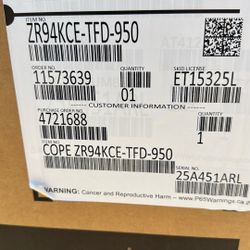 ITEM NO
ZR94KCE-TFD-950
ORDER NO QUANTITY SKID LICENSE
11573639 01 ET15325L
CUSTOMER INFORMATION
PURCHASE ORDER NO. QUANTITY
4721688 1
COPE ZR94KCE-TFD-950
SERIAL NO.
25A451ARL
WARNING: Cancer and Reproductive Harm - www.P65Warnings.ca.g